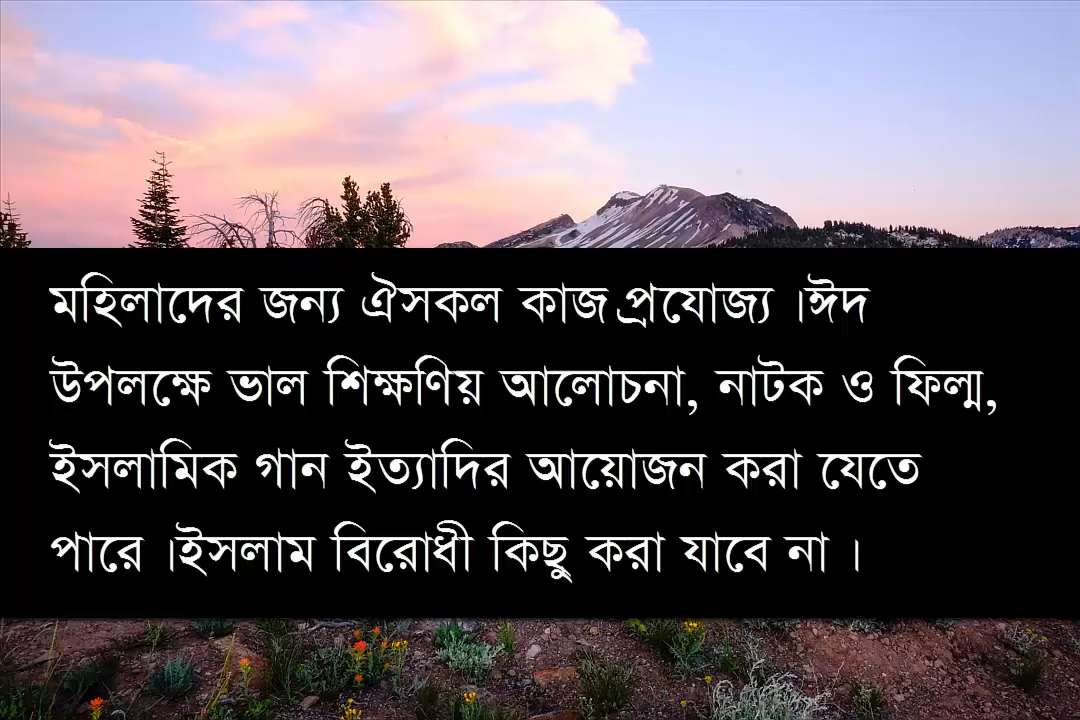 মহিলাদের জন্য ঐসকল কাজ প্রযোজ্য ।ঈদ
উপলক্ষে ভাল শিক্ষণিয় আলোচনা, নাটক ও ফিল্ম,
ইসলামিক গান ইত্যাদির আয়োজন করা যেতে
পারে ।ইসলাম বিরোধী কিছু করা যাবে না ।